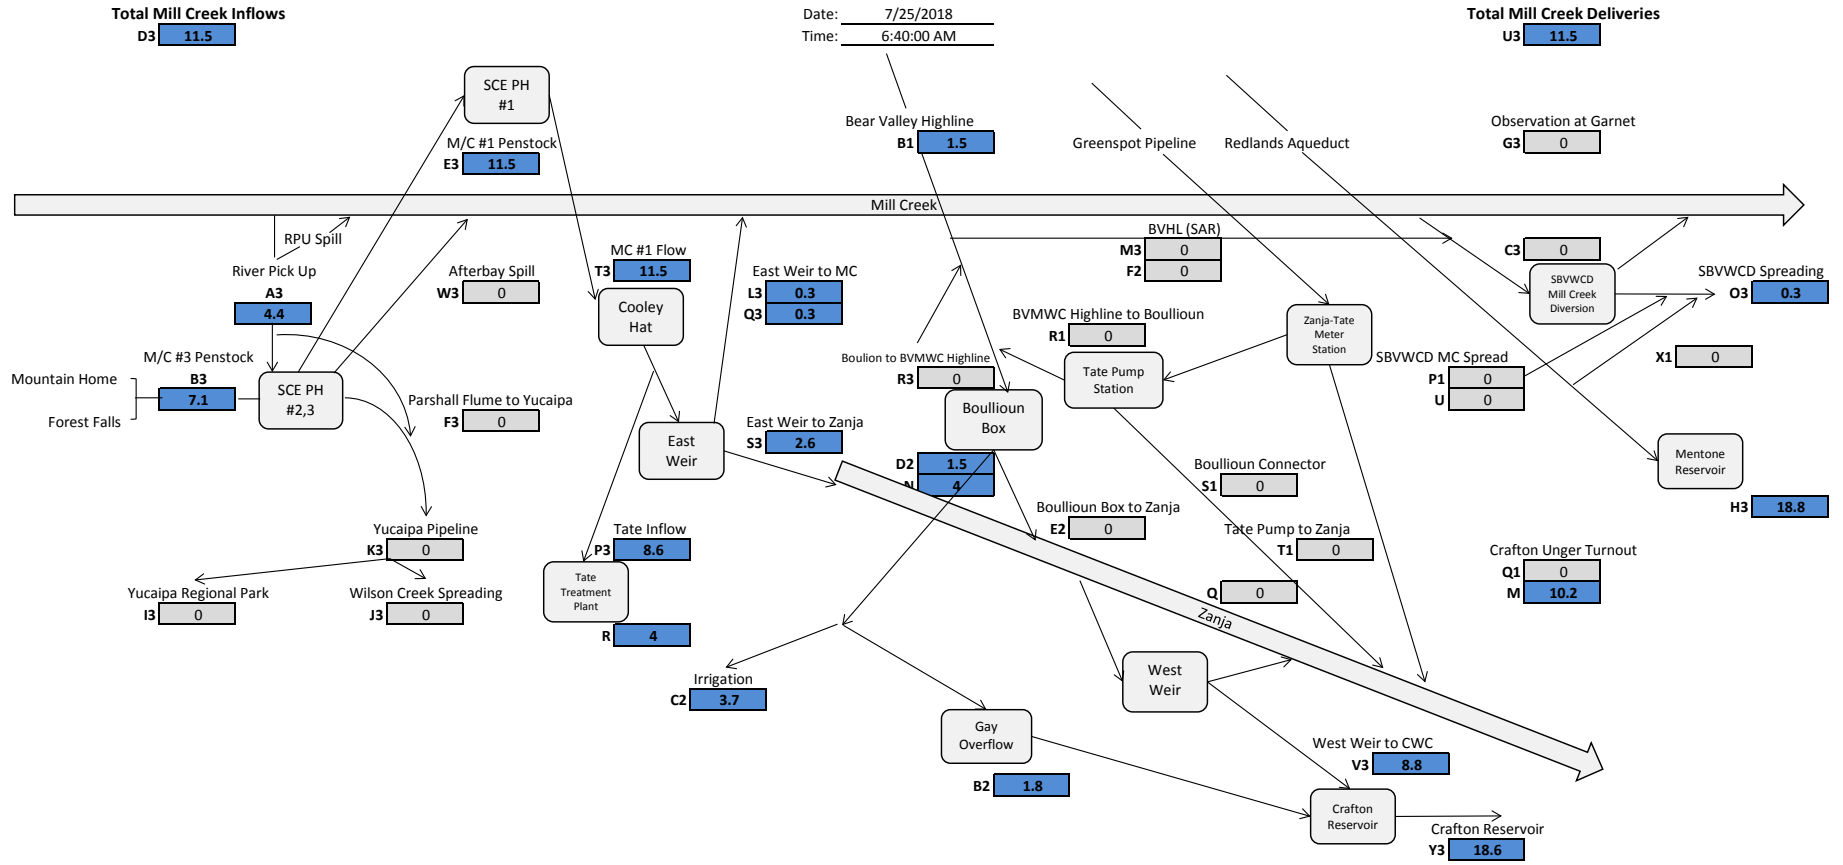 Total Mill Creek Inflows
D3 11.5
Date: 7/25/2018
Time: 6:40:00 AM
Total Mill Creek Deliveries
U3 11.5
SCE PH
#1
M/C #1 Penstock
E3 11.5
Bear Valley Highline
B1 1.5
Greenspot Pipeline
Redlands Aqueduct
Observation at Garnet
G3 0
Mill Creek
RPU Spill
River Pick Up
A3
4.4
Afterbay Spill
W3 0
MC #1 Flow
T3 11.5
Cooley
Hat
East Weir to MC
L3 0.3
Q3 0.3
BVHL (SAR)
M3 0
F2 0
C3 0
SBVWCD
Mill Creek
Diversion
SBVWCD Spreading
O3 0.3
BVMWC Highline to Boullioun
R1 0
Zanja-Tate
Meter
Station
Boulion to BVMWC Highline
R3 0
Tate Pump
Station
SBVWCD MC Spread
P1 0
U 0
X1 0
M/C #3 Penstock
B3
7.1
Mountain Home
Forest Falls
SCE PH
#2,3
Parshall Flume to Yucaipa
F3 0
East
Weir
East Weir to Zanja
S3 2.6
Boullioun
Box
D2 1.5
N 4
Boullioun Connector
S1 0
Mentone
Reservoir
H3 18.8
Boullioun Box to Zanja
E2 0
Yucaipa Pipeline
K3 0
Tate Inflow
P3 8.6
Tate Pump to Zanja
T1 0
Crafton Unger Turnout
Q1 0
M 10.2
Yucaipa Regional Park
I3 0
Wilson Creek Spreading
J3 0
Tate
Treatment
Plant
R 4
Q 0
Zanja
Irrigation
C2 3.7
West
Weir
Gay
Overflow
B2 1.8
West Weir to CWC
V3 8.8
Crafton
Reservoir
Crafton Reservoir
Y3 18.6